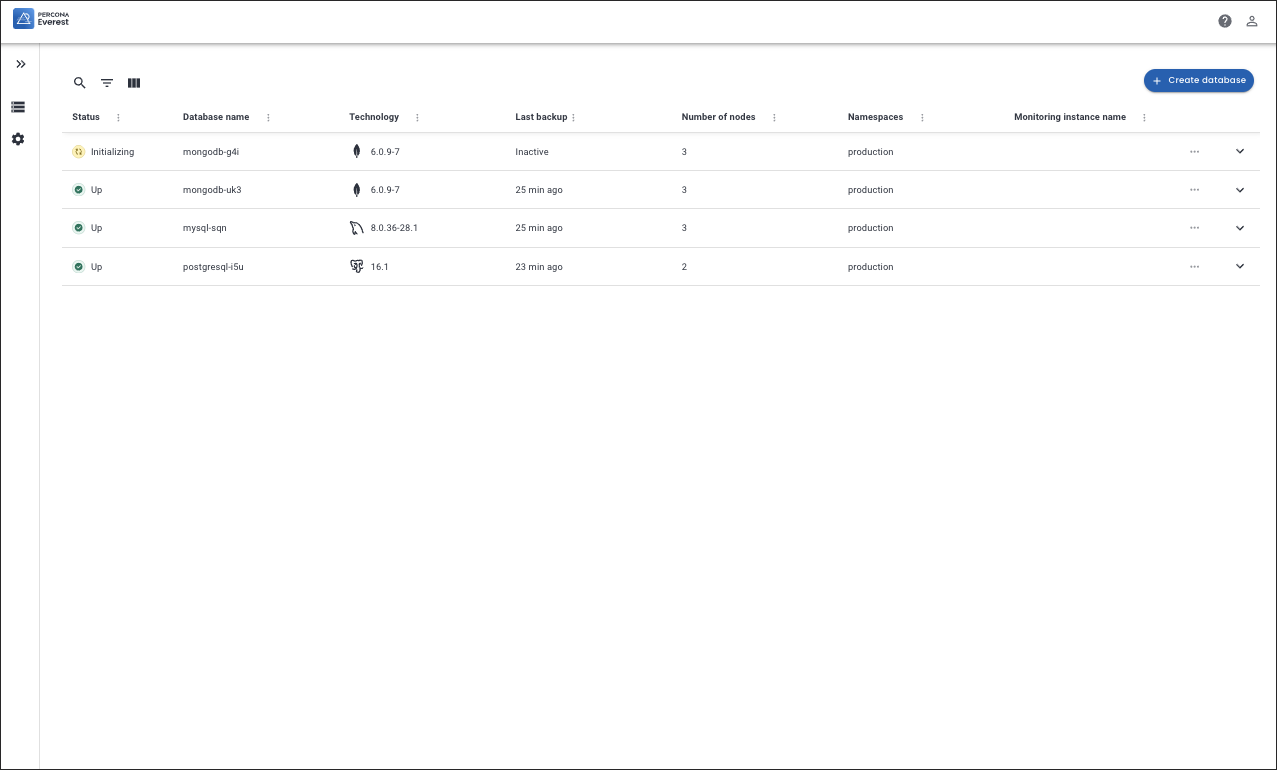 PERCONA
Everest
Create database
Status Database name Technology Last backup Number of nodes Namespaces Monitoring instance name
Initializing mongodb-g4i 6.0.9-7 Inactive 3 production
Up mongodb-uk3 6.0.9-7 25 min ago 3 production
Up mysql-sqn 8.0.36-28.1 25 min ago 3 production
Up postgresql-i5u 16.1 23 min ago 2 production